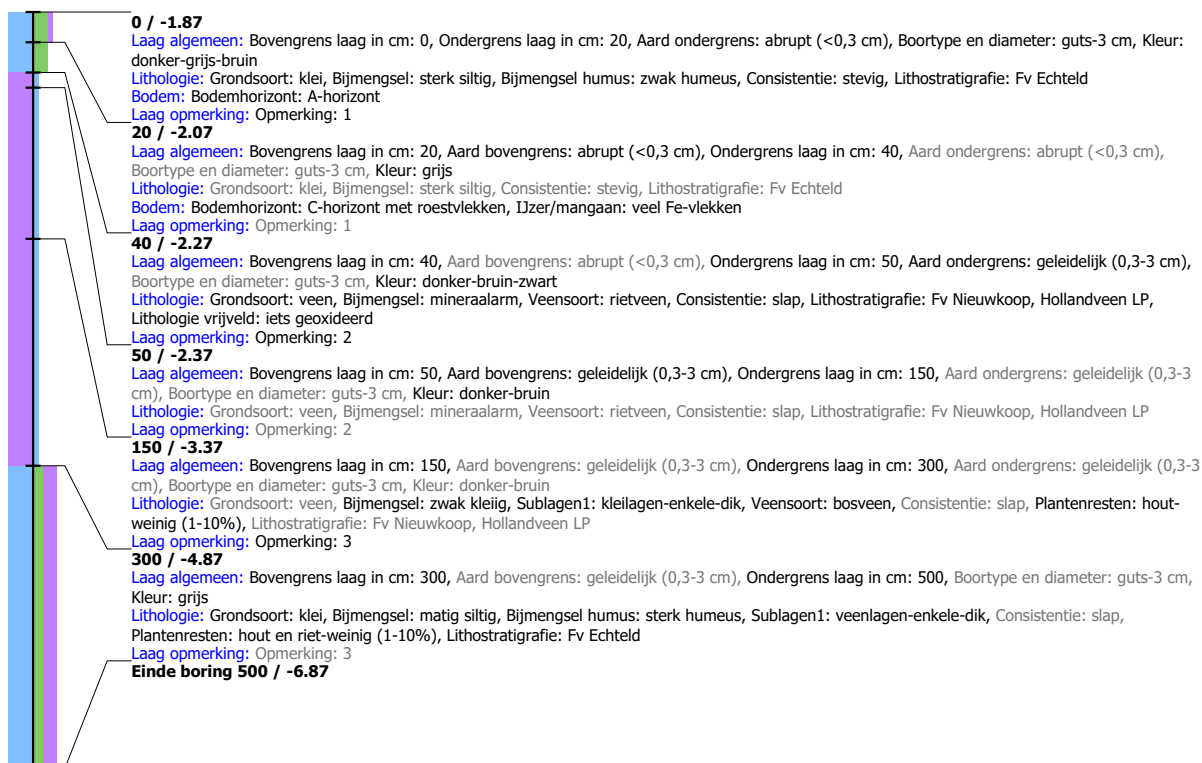 0 / -1.87
Laag algemeen: Bovengrens laag in cm: 0, Ondergrens laag in cm: 20, Aard ondergrens: abrupt (<0,3 cm), Boortype en diameter: guts-3 cm, Kleur:
donker-grijs-bruin
Lithologie: Grondsoort: klei, Bijmengsel: sterk siltig, Bijmengsel humus: zwak humeus, Consistentie: stevig, Lithostratigrafie: Fv Echteld
Bodem: Bodemhorizont: A-horizont
Laag opmerking: Opmerking: 1
20 / -2.07
Laag algemeen: Bovengrens laag in cm: 20, Aard bovengrens: abrupt (<0,3 cm), Ondergrens laag in cm: 40, Aard ondergrens: abrupt (<0,3 cm),
Boortype en diameter: guts-3 cm, Kleur: grijs
Lithologie: Grondsoort: klei, Bijmengsel: sterk siltig, Consistentie: stevig, Lithostratigrafie: Fv Echteld
Bodem: Bodemhorizont: C-horizont met roestvlekken, IJzer/mangaan: veel Fe-vlekken
Laag opmerking: Opmerking: 1
40 / -2.27
Laag algemeen: Bovengrens laag in cm: 40, Aard bovengrens: abrupt (<0,3 cm), Ondergrens laag in cm: 50, Aard ondergrens: geleidelijk (0,3-3 cm),
Boortype en diameter: guts-3 cm, Kleur: donker-bruin-zwart
Lithologie: Grondsoort: veen, Bijmengsel: mineraalarm, Veensoort: rietveen, Consistentie: slap, Lithostratigrafie: Fv Nieuwkoop, Hollandveen LP,
Lithologie vrijveld: iets geoxideerd
Laag opmerking: Opmerking: 2
50 / -2.37
Laag algemeen: Bovengrens laag in cm: 50, Aard bovengrens: geleidelijk (0,3-3 cm), Ondergrens laag in cm: 150, Aard ondergrens: geleidelijk (0,3-3
cm), Boortype en diameter: guts-3 cm, Kleur: donker-bruin
Lithologie: Grondsoort: veen, Bijmengsel: mineraalarm, Veensoort: rietveen, Consistentie: slap, Lithostratigrafie: Fv Nieuwkoop, Hollandveen LP
Laag opmerking: Opmerking: 2
150 / -3.37
Laag algemeen: Bovengrens laag in cm: 150, Aard bovengrens: geleidelijk (0,3-3 cm), Ondergrens laag in cm: 300, Aard ondergrens: geleidelijk (0,3-3
cm), Boortype en diameter: guts-3 cm, Kleur: donker-bruin
Lithologie: Grondsoort: veen, Bijmengsel: zwak kleiig, Sublagen1: kleilagen-enkele-dik, Veensoort: bosveen, Consistentie: slap, Plantenresten: hout-
weinig (1-10%), Lithostratigrafie: Fv Nieuwkoop, Hollandveen LP
Laag opmerking: Opmerking: 3
300 / -4.87
Laag algemeen: Bovengrens laag in cm: 300, Aard bovengrens: geleidelijk (0,3-3 cm), Ondergrens laag in cm: 500, Boortype en diameter: guts-3 cm,
Kleur: grijs
Lithologie: Grondsoort: klei, Bijmengsel: matig siltig, Bijmengsel humus: sterk humeus, Sublagen1: veenlagen-enkele-dik, Consistentie: slap,
Plantenresten: hout en riet-weinig (1-10%), Lithostratigrafie: Fv Echteld
Laag opmerking: Opmerking: 3
Einde boring 500 / -6.87